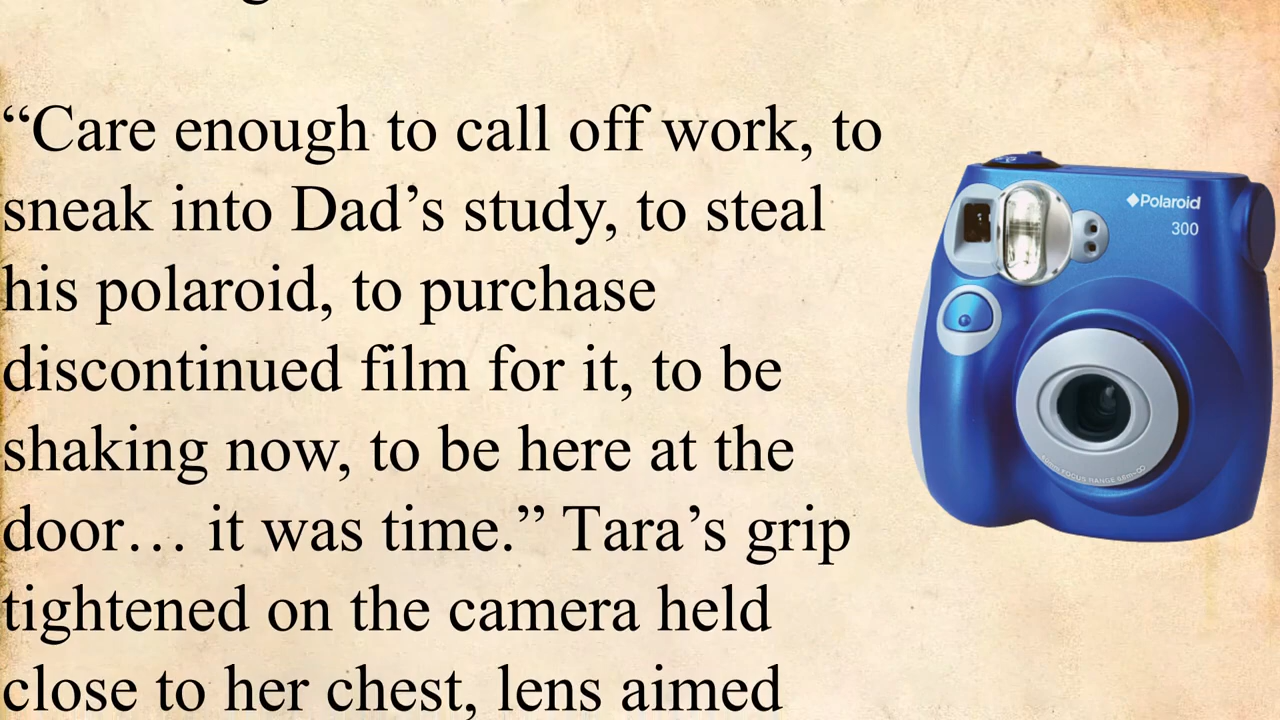 “Care enough to call off work, to
sneak into Dad’s study, to steal
his polaroid, to purchase
discontinued film for it, to be
shaking now, to be here at the
door… it was time.” Tara’s grip
tightened on the camera held
close to her chest, lens aimed
Polaroid
300